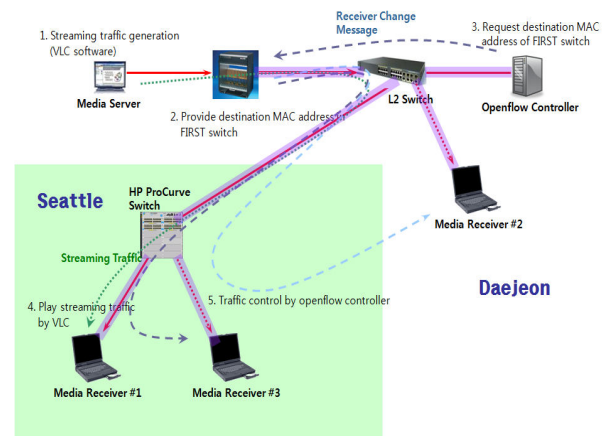 Receiver Change
Message
1. Streaming traffic generation
(VLC software)
3. Request destination MAC
address of FIRST switch
Media Server
L2 Switch
Openflow Controller
2. Provide destination MAC address in
FIRST switch
Seattle
HP ProCurve
Switch
Media Receiver #2
Streaming Traffic
Daejeon
4. Play streaming traffic
by VLC
5. Traffic control by openflow controller
Media Receiver #1
Media Receiver #3